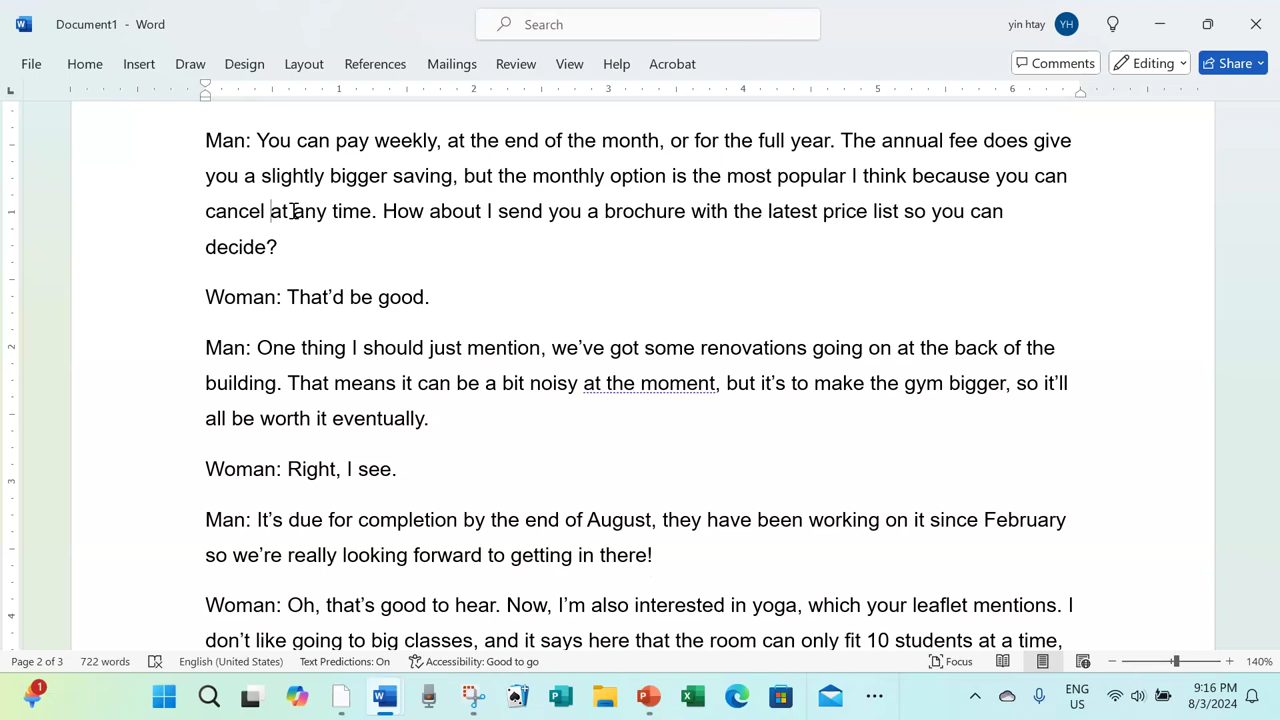 Document1 - Word
Search
yin htay
YH
File Home Insert Draw Design Layout References Mailings Review View Help Acrobat
Comments Editing Share
1 2 3 4 5 6
Man: You can pay weekly, at the end of the month, or for the full year. The annual fee does give
you a slightly bigger saving, but the monthly option is the most popular I think because you can
cancel at any time. How about I send you a brochure with the latest price list so you can
decide?
Woman: That’d be good.
Man: One thing I should just mention, we’ve got some renovations going on at the back of the
building. That means it can be a bit noisy at the moment, but it’s to make the gym bigger, so it’ll
all be worth it eventually.
Woman: Right, I see.
Man: It’s due for completion by the end of August, they have been working on it since February
so we’re really looking forward to getting in there!
Woman: Oh, that’s good to hear. Now, I’m also interested in yoga, which your leaflet mentions. I
don’t like going to big classes, and it says here that the room can only fit 10 students at a time,
1
2
3
4
Page 2 of 3 722 words English (United States) Text Predictions: On Accessibility: Good to go Focus 140%
1
ENG
US
9:16 PM
8/3/2024